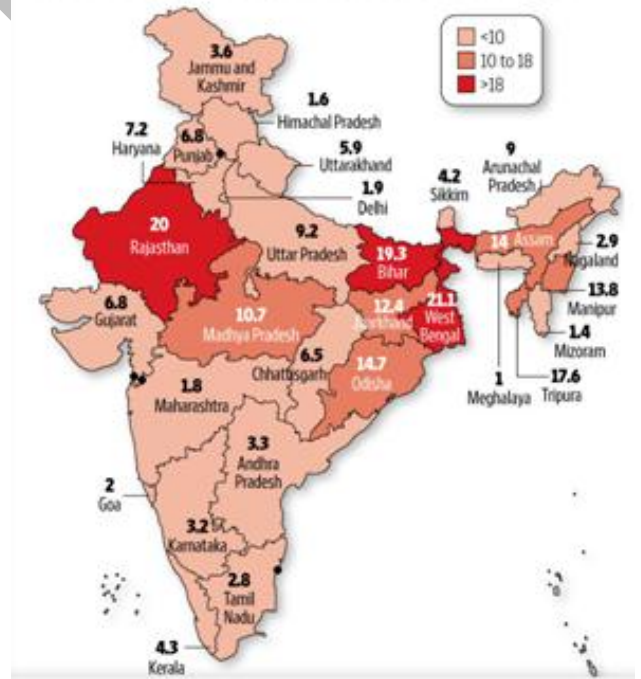 <10
10 to 18
>18
3.6
Jammu and
Kashmir
1.6
Himachal Pradesh
7.2
Haryana
6.8
Punjab
5.9
Uttarakhand
1.9
Delhi
4.2
Sikkim
9
Arunachal
Pradesh
20
Rajasthan
9.2
Uttar Pradesh
19.3
Bihar
14 Assam
2.9
Nagaland
13.8
Manipur
1.4
Mizoram
17.6
Tripura
1
Meghalaya
6.8
Gujarat
10.7
Madhya Pradesh
12.4
Jharkhand
21.1
West
Bengal
6.5
Chhattisgarh
14.7
Odisha
1.8
Maharashtra
3.3
Andhra
Pradesh
2
Goa
3.2
Karnataka
2.8
Tamil
Nadu
4.3
Kerala